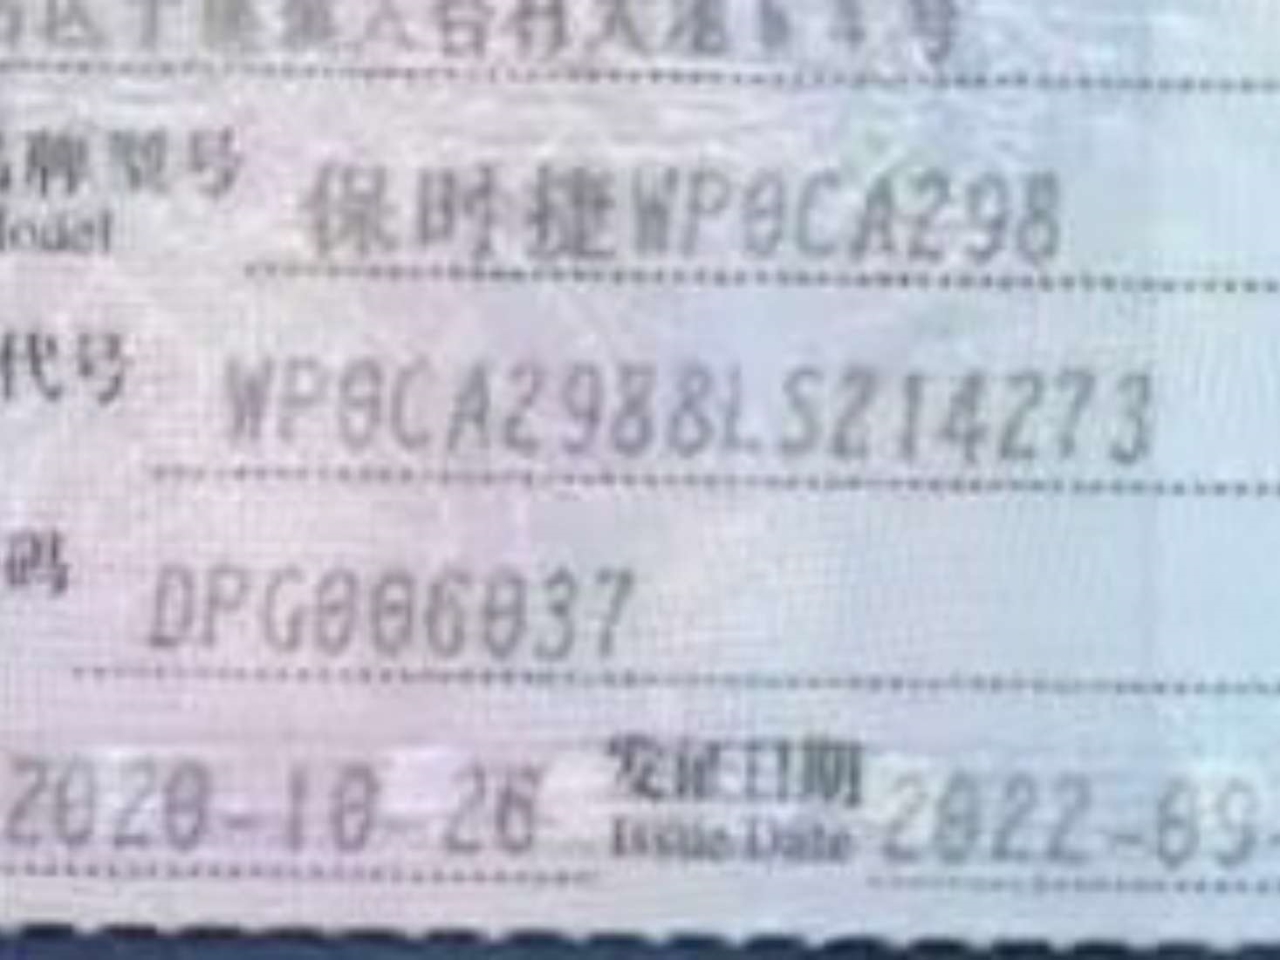 牌型号 保时捷WP0CA298
Model
代号 WP0CA2988LS214273
码 DPG006037
2020-10-26 发证日期 2022-09-
Issue Date